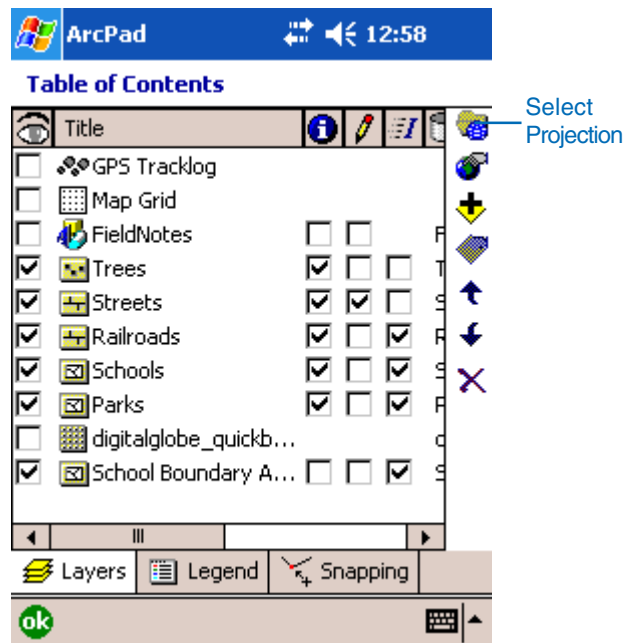 ArcPad 12:58
Table of Contents
Select
Projection
Title
GPS Tracklog
Map Grid
FieldNotes F
Trees T
Streets S
Railroads R
Schools S
Parks P
digitalglobe_quickb... d
School Boundary A... S
Layers Legend Snapping
ok